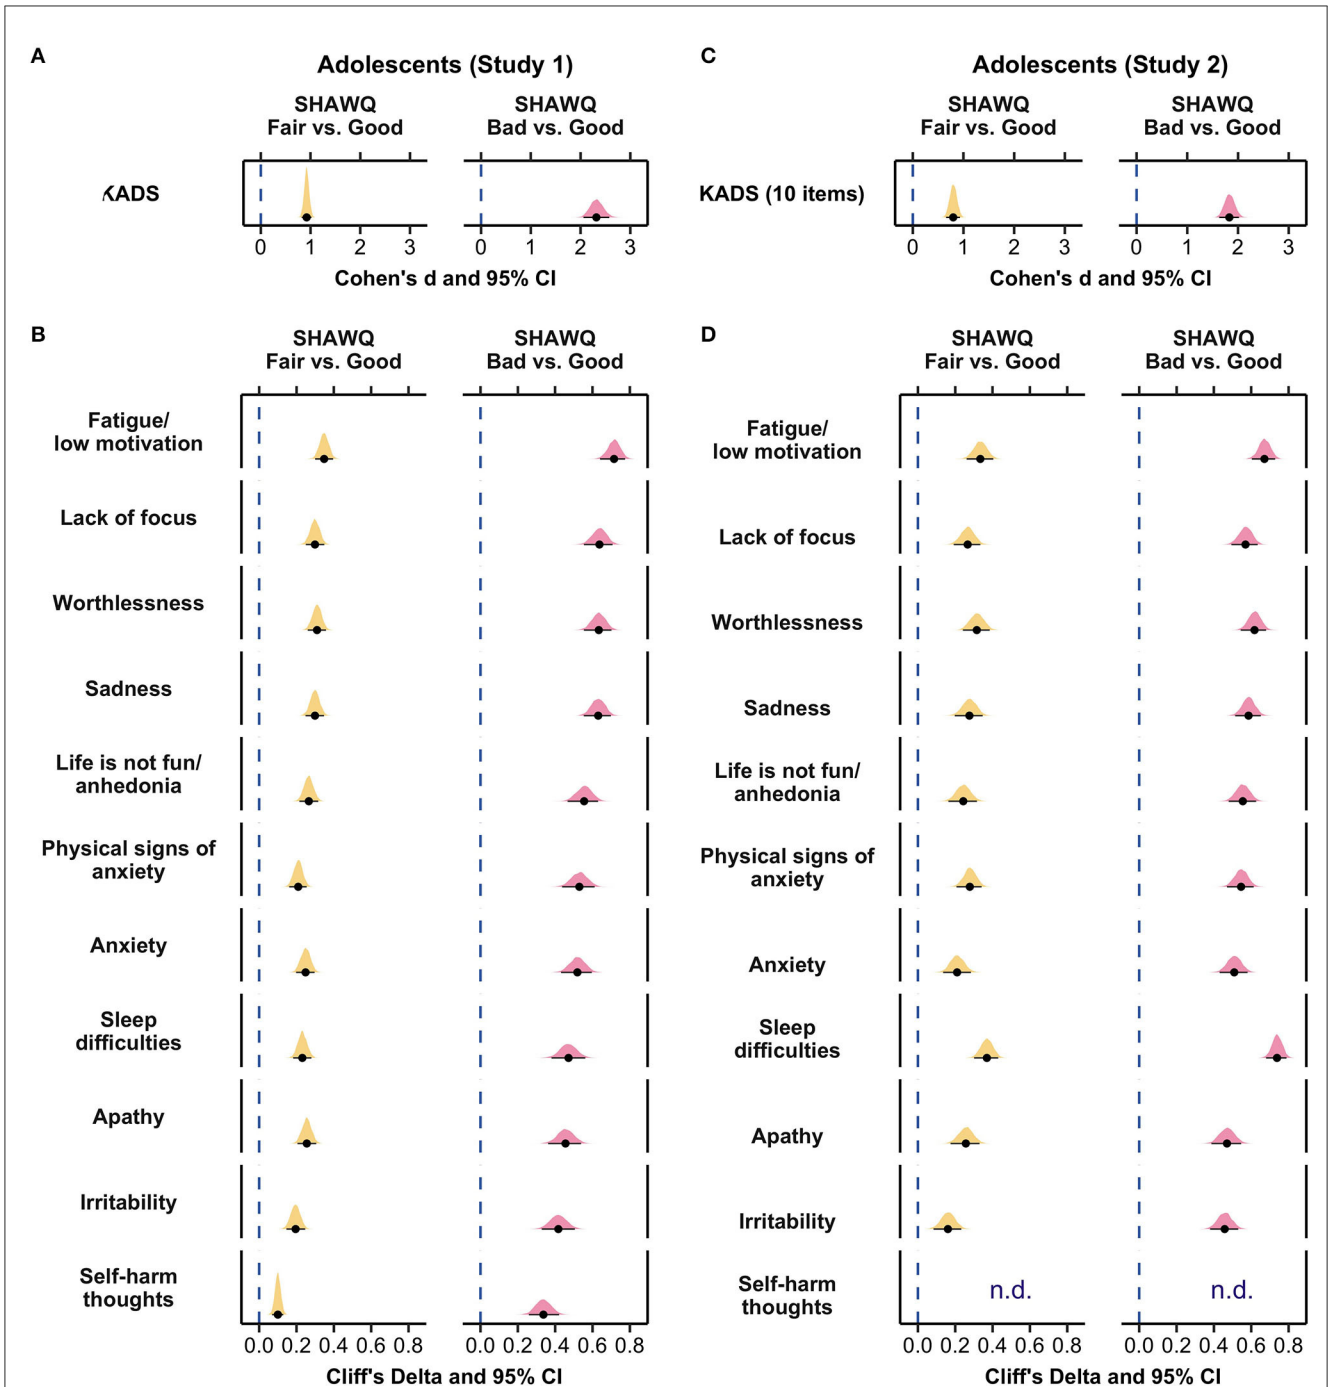 A
Adolescents (Study 1)
SHAWQ
Fair vs. Good
SHAWQ
Bad vs. Good
KADS
0 1 2 3
0 1 2 3
Cohen's d and 95% CI
B
SHAWQ
Fair vs. Good
SHAWQ
Bad vs. Good
Fatigue/
low motivation
Lack of focus
Worthlessness
Sadness
Life is not fun/
anhedonia
Physical signs of
anxiety
Anxiety
Sleep
difficulties
Apathy
Irritability
Self-harm
thoughts
0.0 0.2 0.4 0.6 0.8
0.0 0.2 0.4 0.6 0.8
Cliff's Delta and 95% CI
C
Adolescents (Study 2)
SHAWQ
Fair vs. Good
SHAWQ
Bad vs. Good
KADS (10 items)
0 1 2 3
0 1 2 3
Cohen's d and 95% CI
D
SHAWQ
Fair vs. Good
SHAWQ
Bad vs. Good
Fatigue/
low motivation
Lack of focus
Worthlessness
Sadness
Life is not fun/
anhedonia
Physical signs of
anxiety
Anxiety
Sleep
difficulties
Apathy
Irritability
Self-harm
thoughts
n.d.
n.d.
0.0 0.2 0.4 0.6 0.8
0.0 0.2 0.4 0.6 0.8
Cliff's Delta and 95% CI